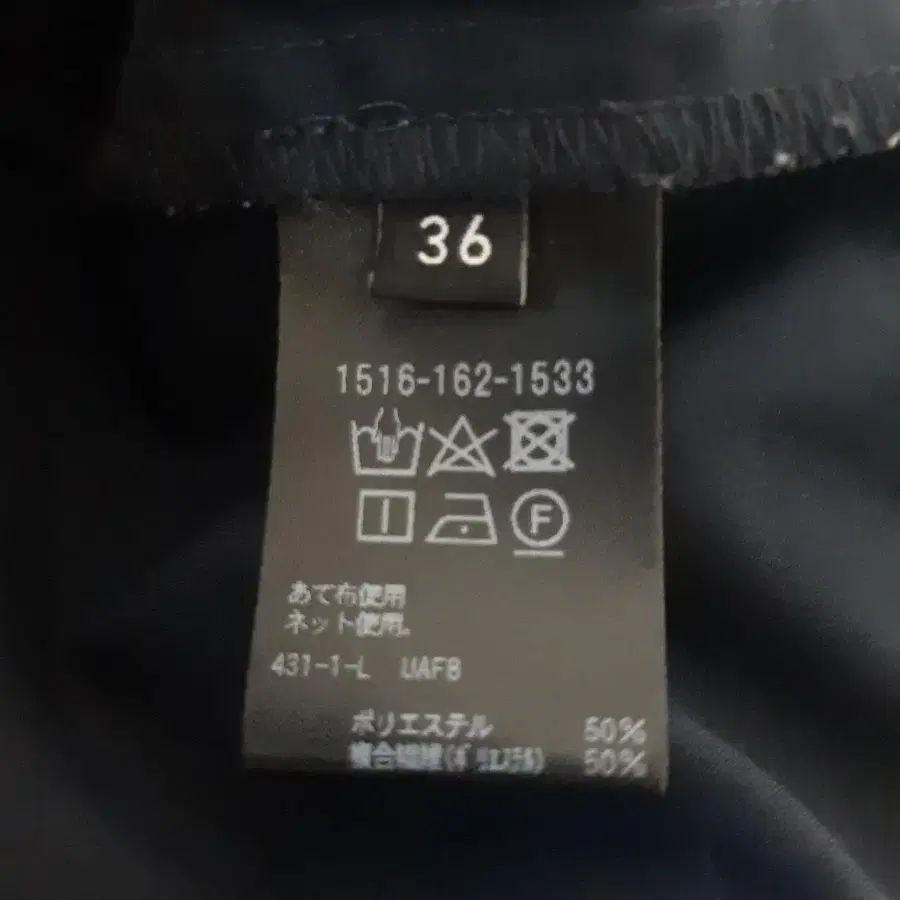 36
1516-162-1533
F
あて布使用
ネット使用。
431-1-L UAF8
ポリエステル 50%
複合繊維(ポリエステル) 50%